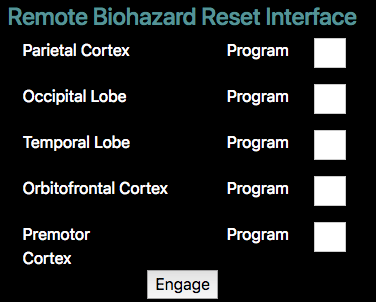 Remote Biohazard Reset Interface
Parietal Cortex Program
Occipital Lobe Program
Temporal Lobe Program
Orbitofrontal Cortex Program
Premotor Program
Cortex
Engage